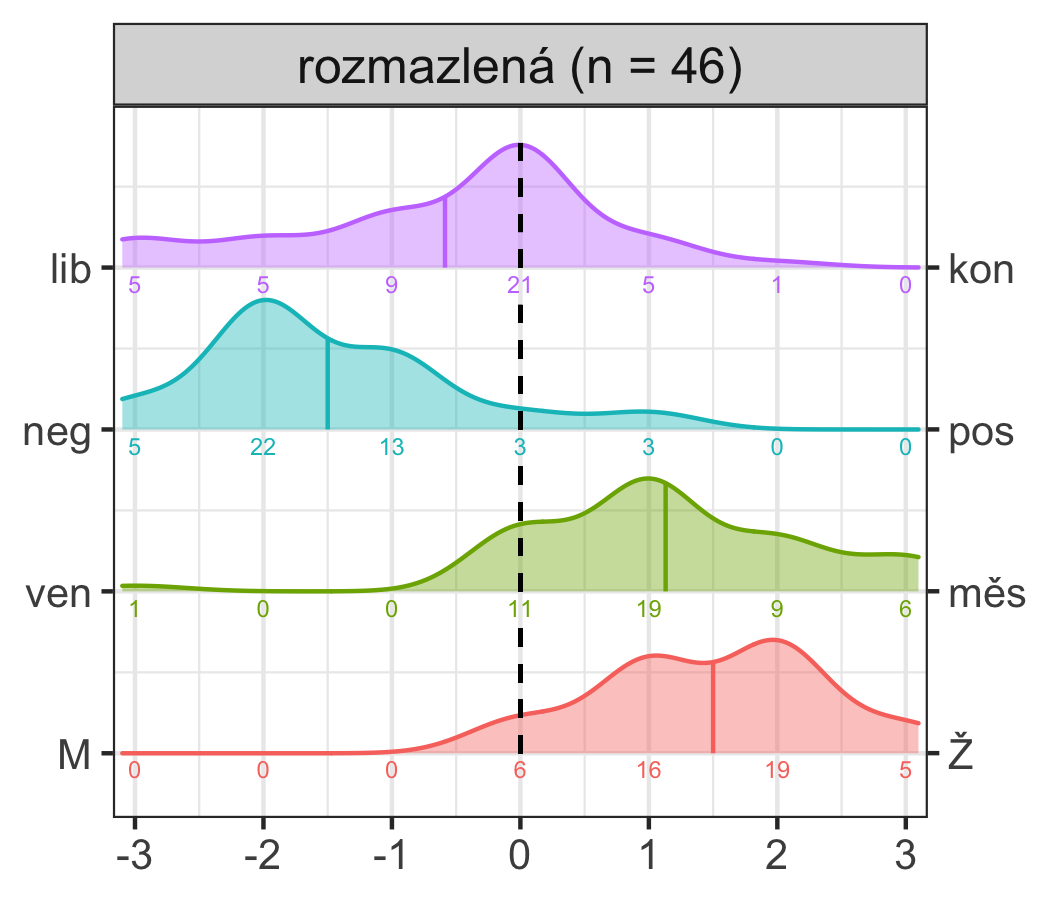 rozmazlená (n = 46)
lib kon
5 5 9 21 5 1 0
neg pos
5 22 13 3 3 0 0
ven měs
1 0 0 11 19 9 6
M Ž
0 0 0 6 16 19 5
-3 -2 -1 0 1 2 3